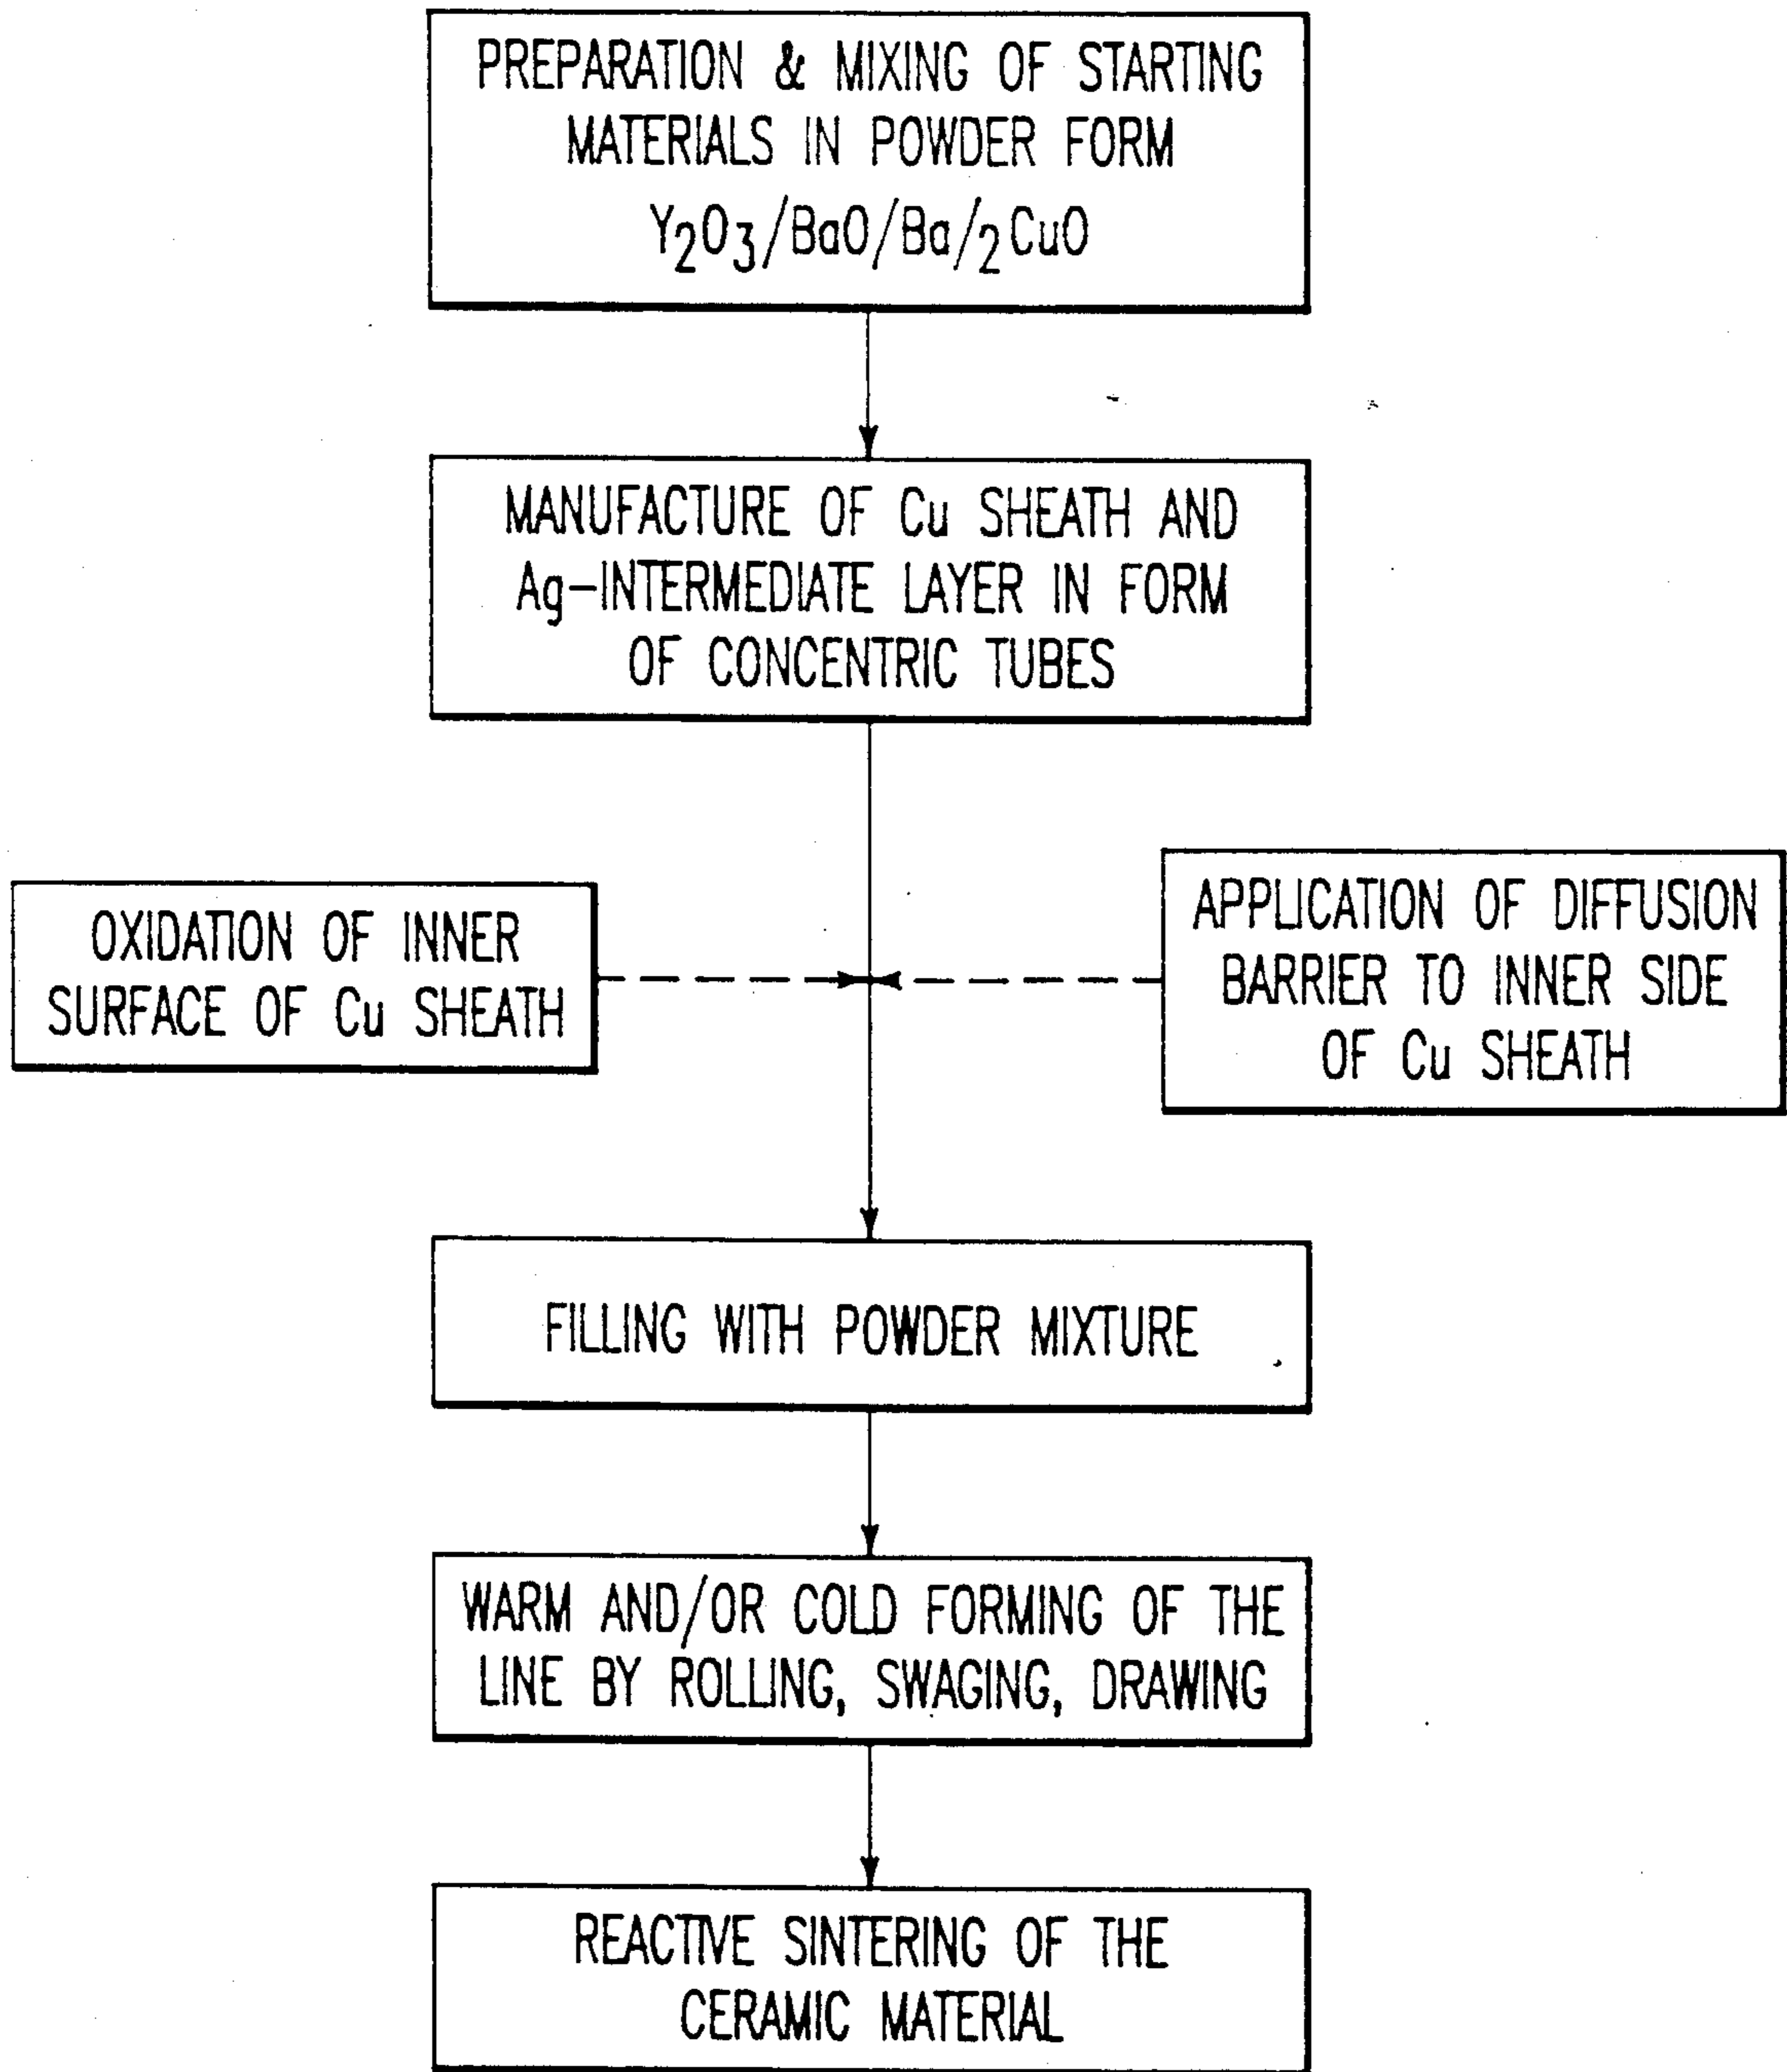 PREPARATION & MIXING OF STARTING
MATERIALS IN POWDER FORM
Y2O3/BaO/Ba/2CuO
MANUFACTURE OF Cu SHEATH AND
Ag-INTERMEDIATE LAYER IN FORM
OF CONCENTRIC TUBES
OXIDATION OF INNER
SURFACE OF Cu SHEATH
APPLICATION OF DIFFUSION
BARRIER TO INNER SIDE
OF Cu SHEATH
FILLING WITH POWDER MIXTURE
WARM AND/OR COLD FORMING OF THE
LINE BY ROLLING, SWAGING, DRAWING
REACTIVE SINTERING OF THE
CERAMIC MATERIAL